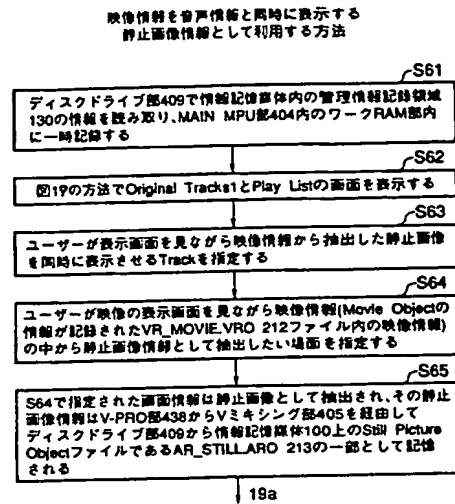 映像情報を音声情報と同時に表示する
静止画像情報として利用する方法
S61
ディスクドライブ部409で情報記憶媒体内の管理情報記録領域
130の情報を読み取り、MAIN MPU部404内のワークRAM部内
に一時記録する
S62
図19の方法でOriginal Tracks1とPlay Listの画面を表示する
S63
ユーザーが表示画面を見ながら映像情報から抽出した静止画像
を同時に表示させるTrackを指定する
S64
ユーザーが映像の表示画面を見ながら映像情報(Movie Objectの
情報が記録されたVR_MOVIE.VRO 212ファイル内の映像情報)
の中から静止画像情報として抽出したい場面を指定する
S65
S64で指定された画面情報は静止画像として抽出され、その静止
画像情報はV-PRO部438からVミキシング部405を経由して
ディスクドライブ部409から情報記憶媒体100上のStill Picture
ObjectファイルであるAR_STILL.ARO 213の一部として記憶
される
19a